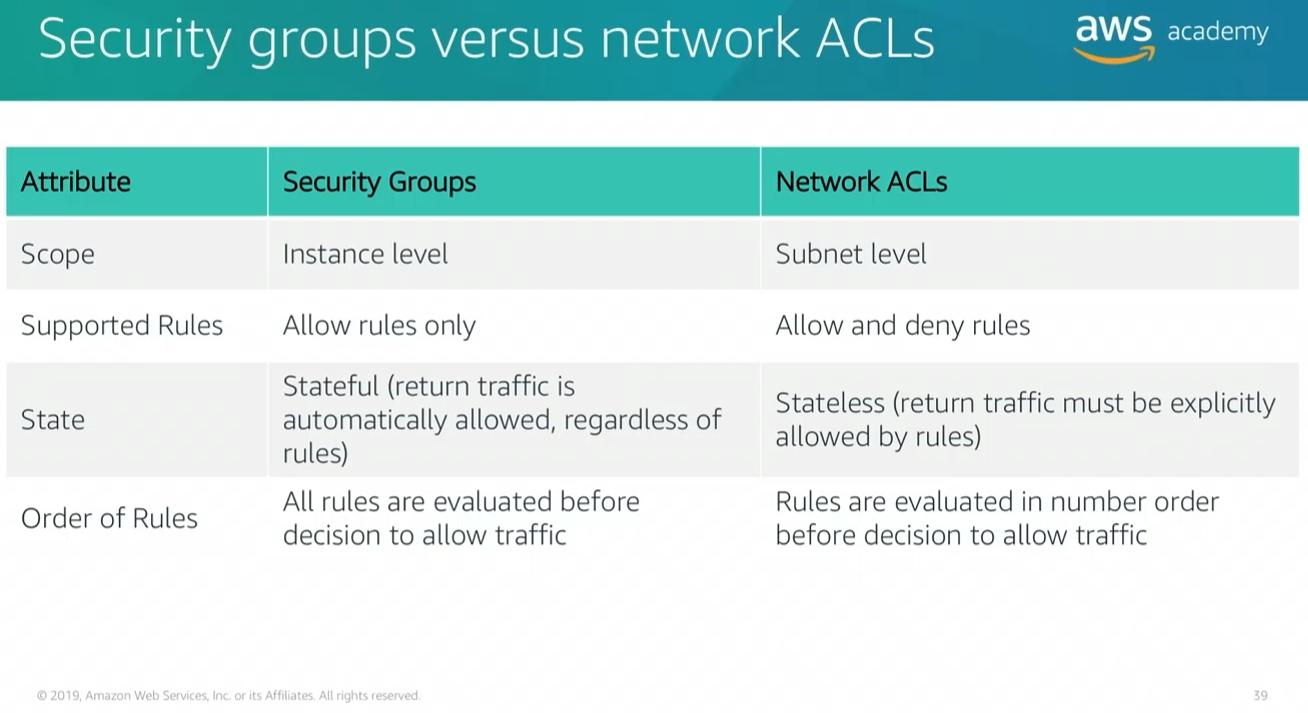 Security groups versus network ACLs
aws academy
Attribute
Security Groups
Network ACLs
Scope
Instance level
Subnet level
Supported Rules
Allow rules only
Allow and deny rules
State
Stateful (return traffic is
automatically allowed, regardless of
rules)
Stateless (return traffic must be explicitly
allowed by rules)
Order of Rules
All rules are evaluated before
decision to allow traffic
Rules are evaluated in number order
before decision to allow traffic
© 2019, Amazon Web Services, Inc. or its Affiliates. All rights reserved.
39